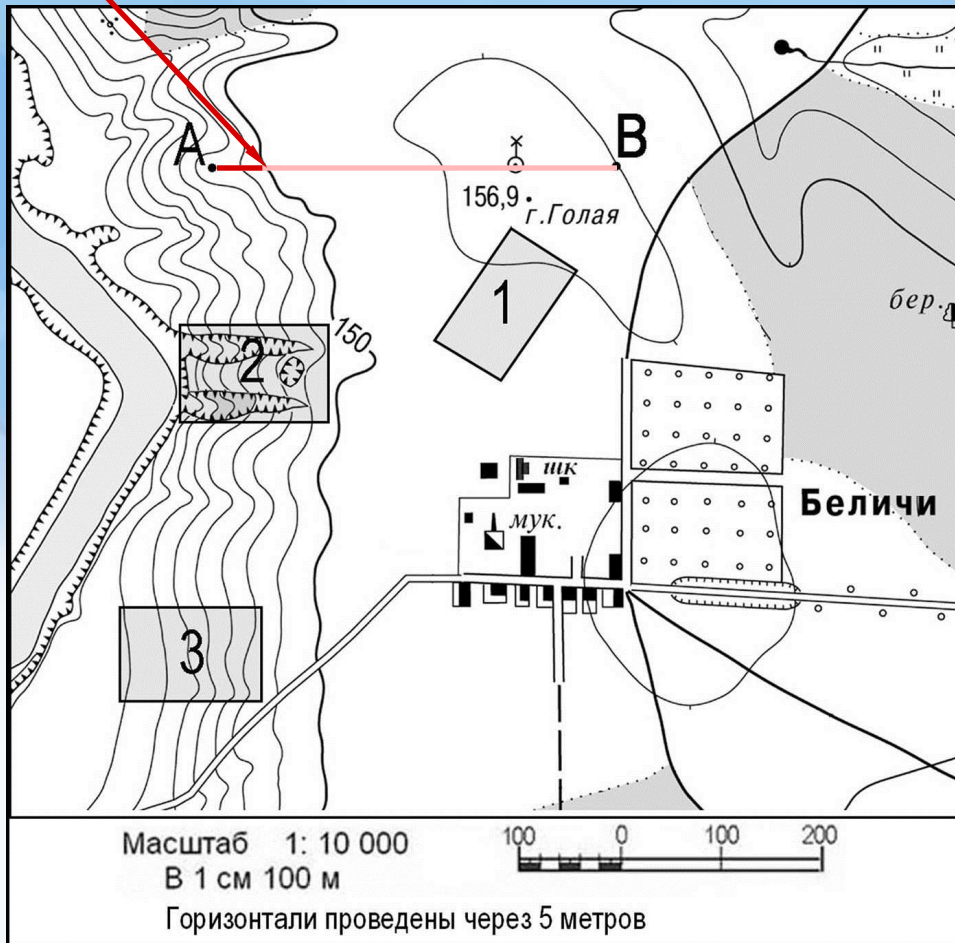 А
В
156,9
г.Голая
1
бер.
150
2
шк
мук.
Беличи
3
Масштаб 1: 10 000
В 1 см 100 м
100 0 100 200
Горизонтали проведены через 5 метров